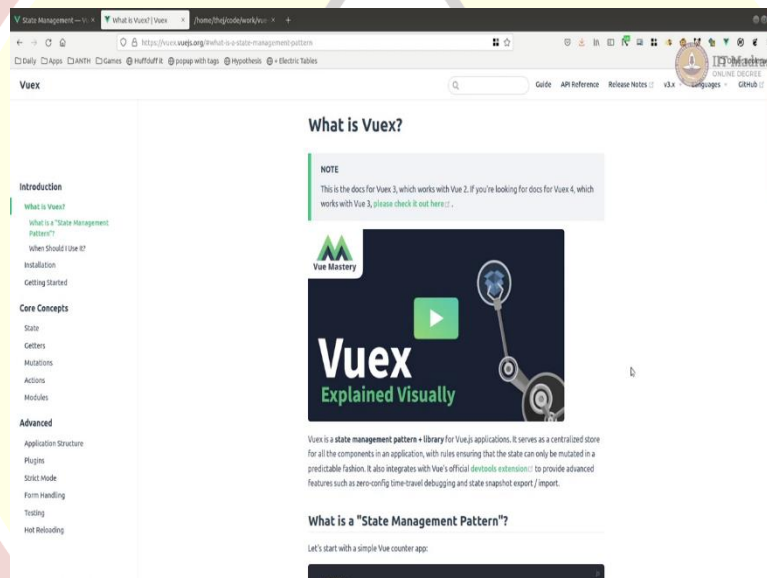 State Management — Vu
What is Vuex? | Vuex
/home/thej/code/work/vue-
https://vuex.vuejs.org/#what-is-a-state-management-pattern
Daily Apps ANTH Games Huffduff it popup with tags Hypothesis + Electric Tables
IIT Madras
ONLINE DEGREE
Vuex
Guide API Reference Release Notes v3.x Languages GitHub
What is Vuex?
NOTE
This is the docs for Vuex 3, which works with Vue 2. If you're looking for docs for Vuex 4, which
works with Vue 3, please check it out here.
Introduction
What is Vuex?
What is a "State Management
Pattern"?
When Should I Use It?
Installation
Getting Started
Core Concepts
State
Getters
Mutations
Actions
Modules
Advanced
Application Structure
Plugins
Strict Mode
Form Handling
Testing
Hot Reloading
Vue Mastery
Vuex
Explained Visually
Vuex is a state management pattern + library for Vue.js applications. It serves as a centralized store
for all the components in an application, with rules ensuring that the state can only be mutated in a
predictable fashion. It also integrates with Vue's official devtools extension to provide advanced
features such as zero-config time-travel debugging and state snapshot export / import.
What is a "State Management Pattern"?
Let's start with a simple Vue counter app: